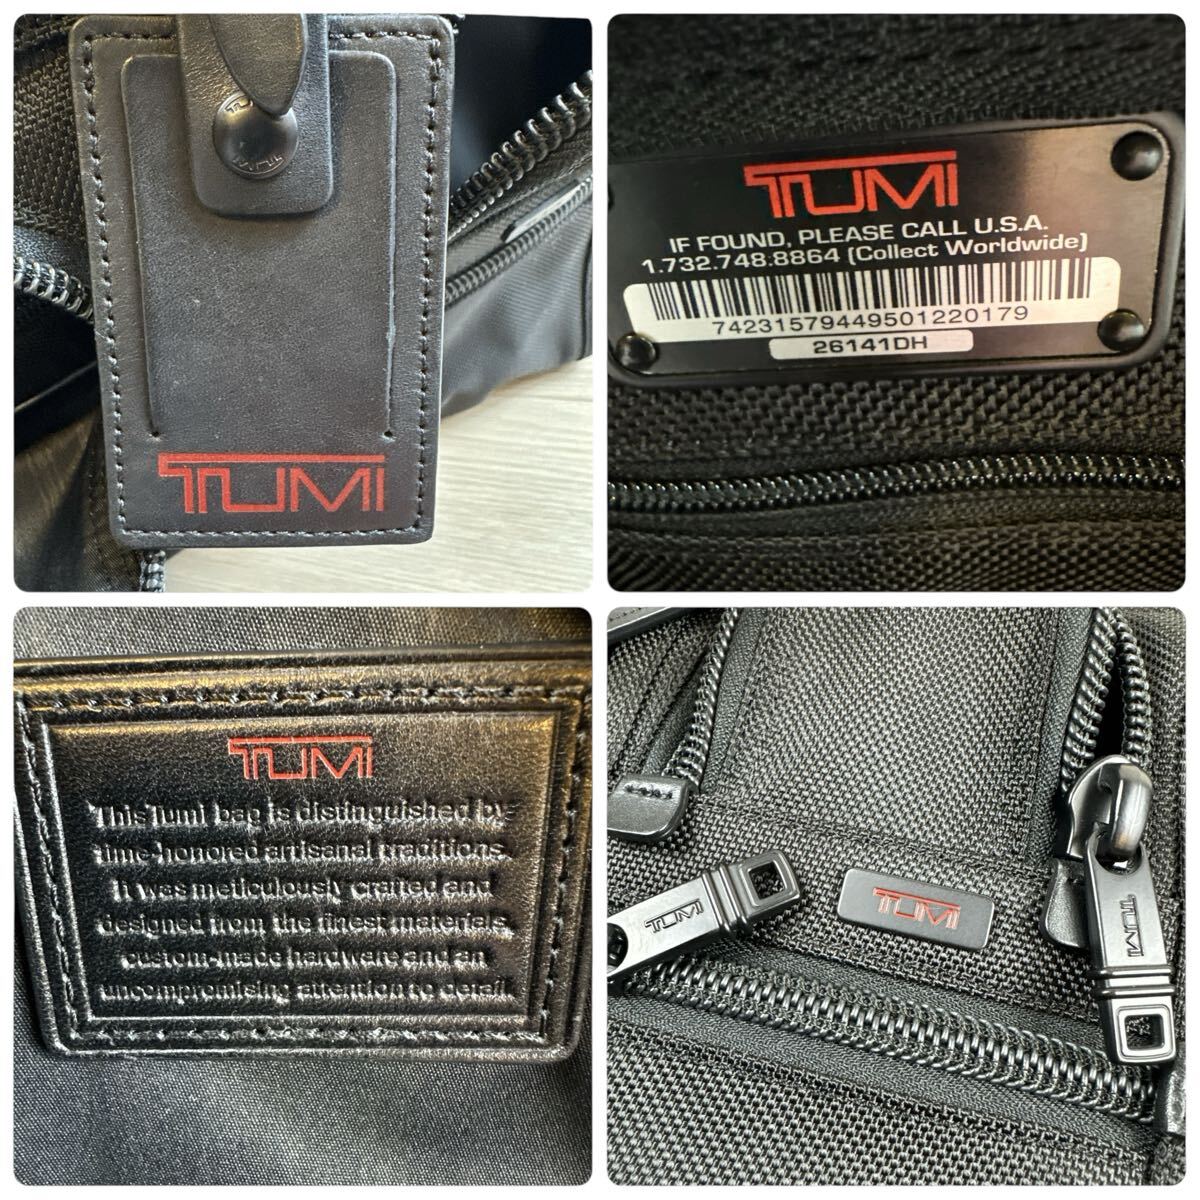 TUMI
TUMI
TUMI
IF FOUND, PLEASE CALL U.S.A.
1.732.748.8864 (Collect Worldwide)
74231579449501220179
26141DH
TUMI
This Tumi bag is distinguished by
time-honored artisanal traditions.
It was meticulously crafted and
designed from the finest materials,
custom-made hardware and an
uncompromising attention to detail.
TUMI
TUMI
TUMI